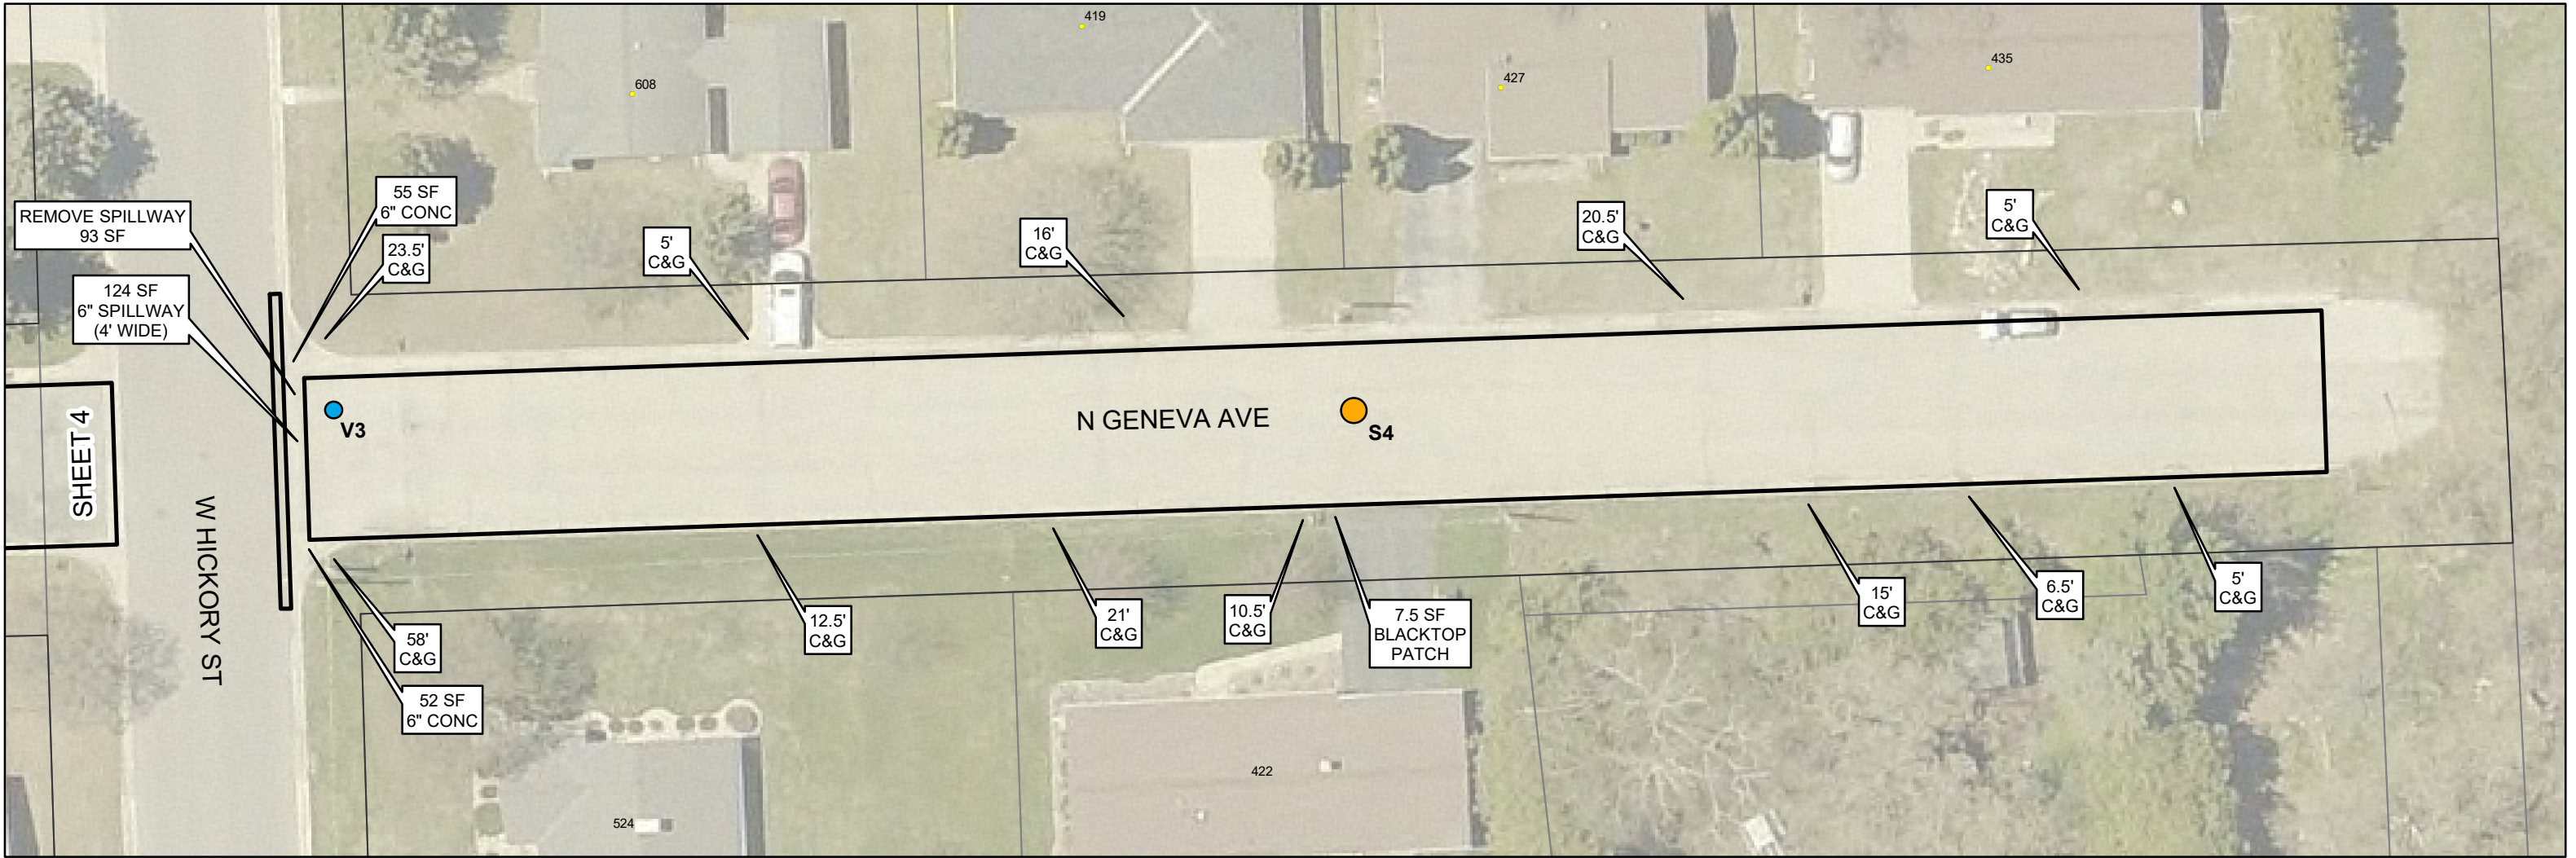 419
435
427
608
55 SF
6" CONC
REMOVE SPILLWAY
93 SF
23.5'
C&G
5'
C&G
16'
C&G
20.5'
C&G
5'
C&G
124 SF
6" SPILLWAY
(4' WIDE)
SHEET 4
V3
N GENEVA AVE
S4
W HICKORY ST
58'
C&G
52 SF
6" CONC
12.5'
C&G
21'
C&G
10.5'
C&G
7.5 SF
BLACKTOP
PATCH
15'
C&G
6.5'
C&G
5'
C&G
422
524